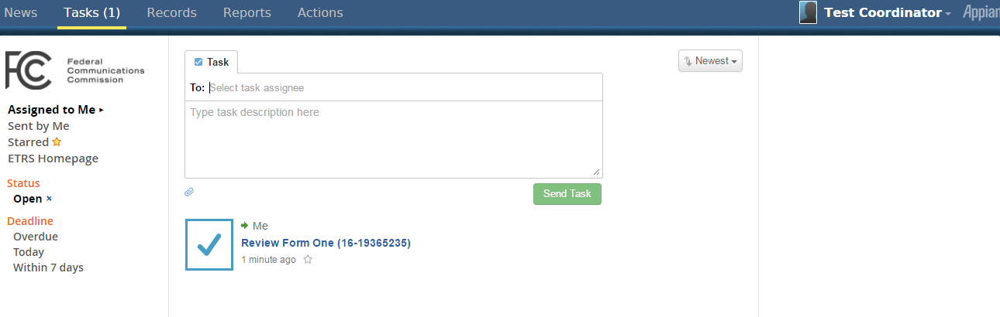 News Tasks (1) Records Reports Actions Test Coordinator Appian
FCC Federal
Communications
Commission
Assigned to Me
Sent by Me
Starred
ETRS Homepage
Status
Open ×
Deadline
Overdue
Today
Within 7 days
Task
Newest
To: Select task assignee
Type task description here
Send Task
Me
Review Form One (16-19365235)
1 minute ago